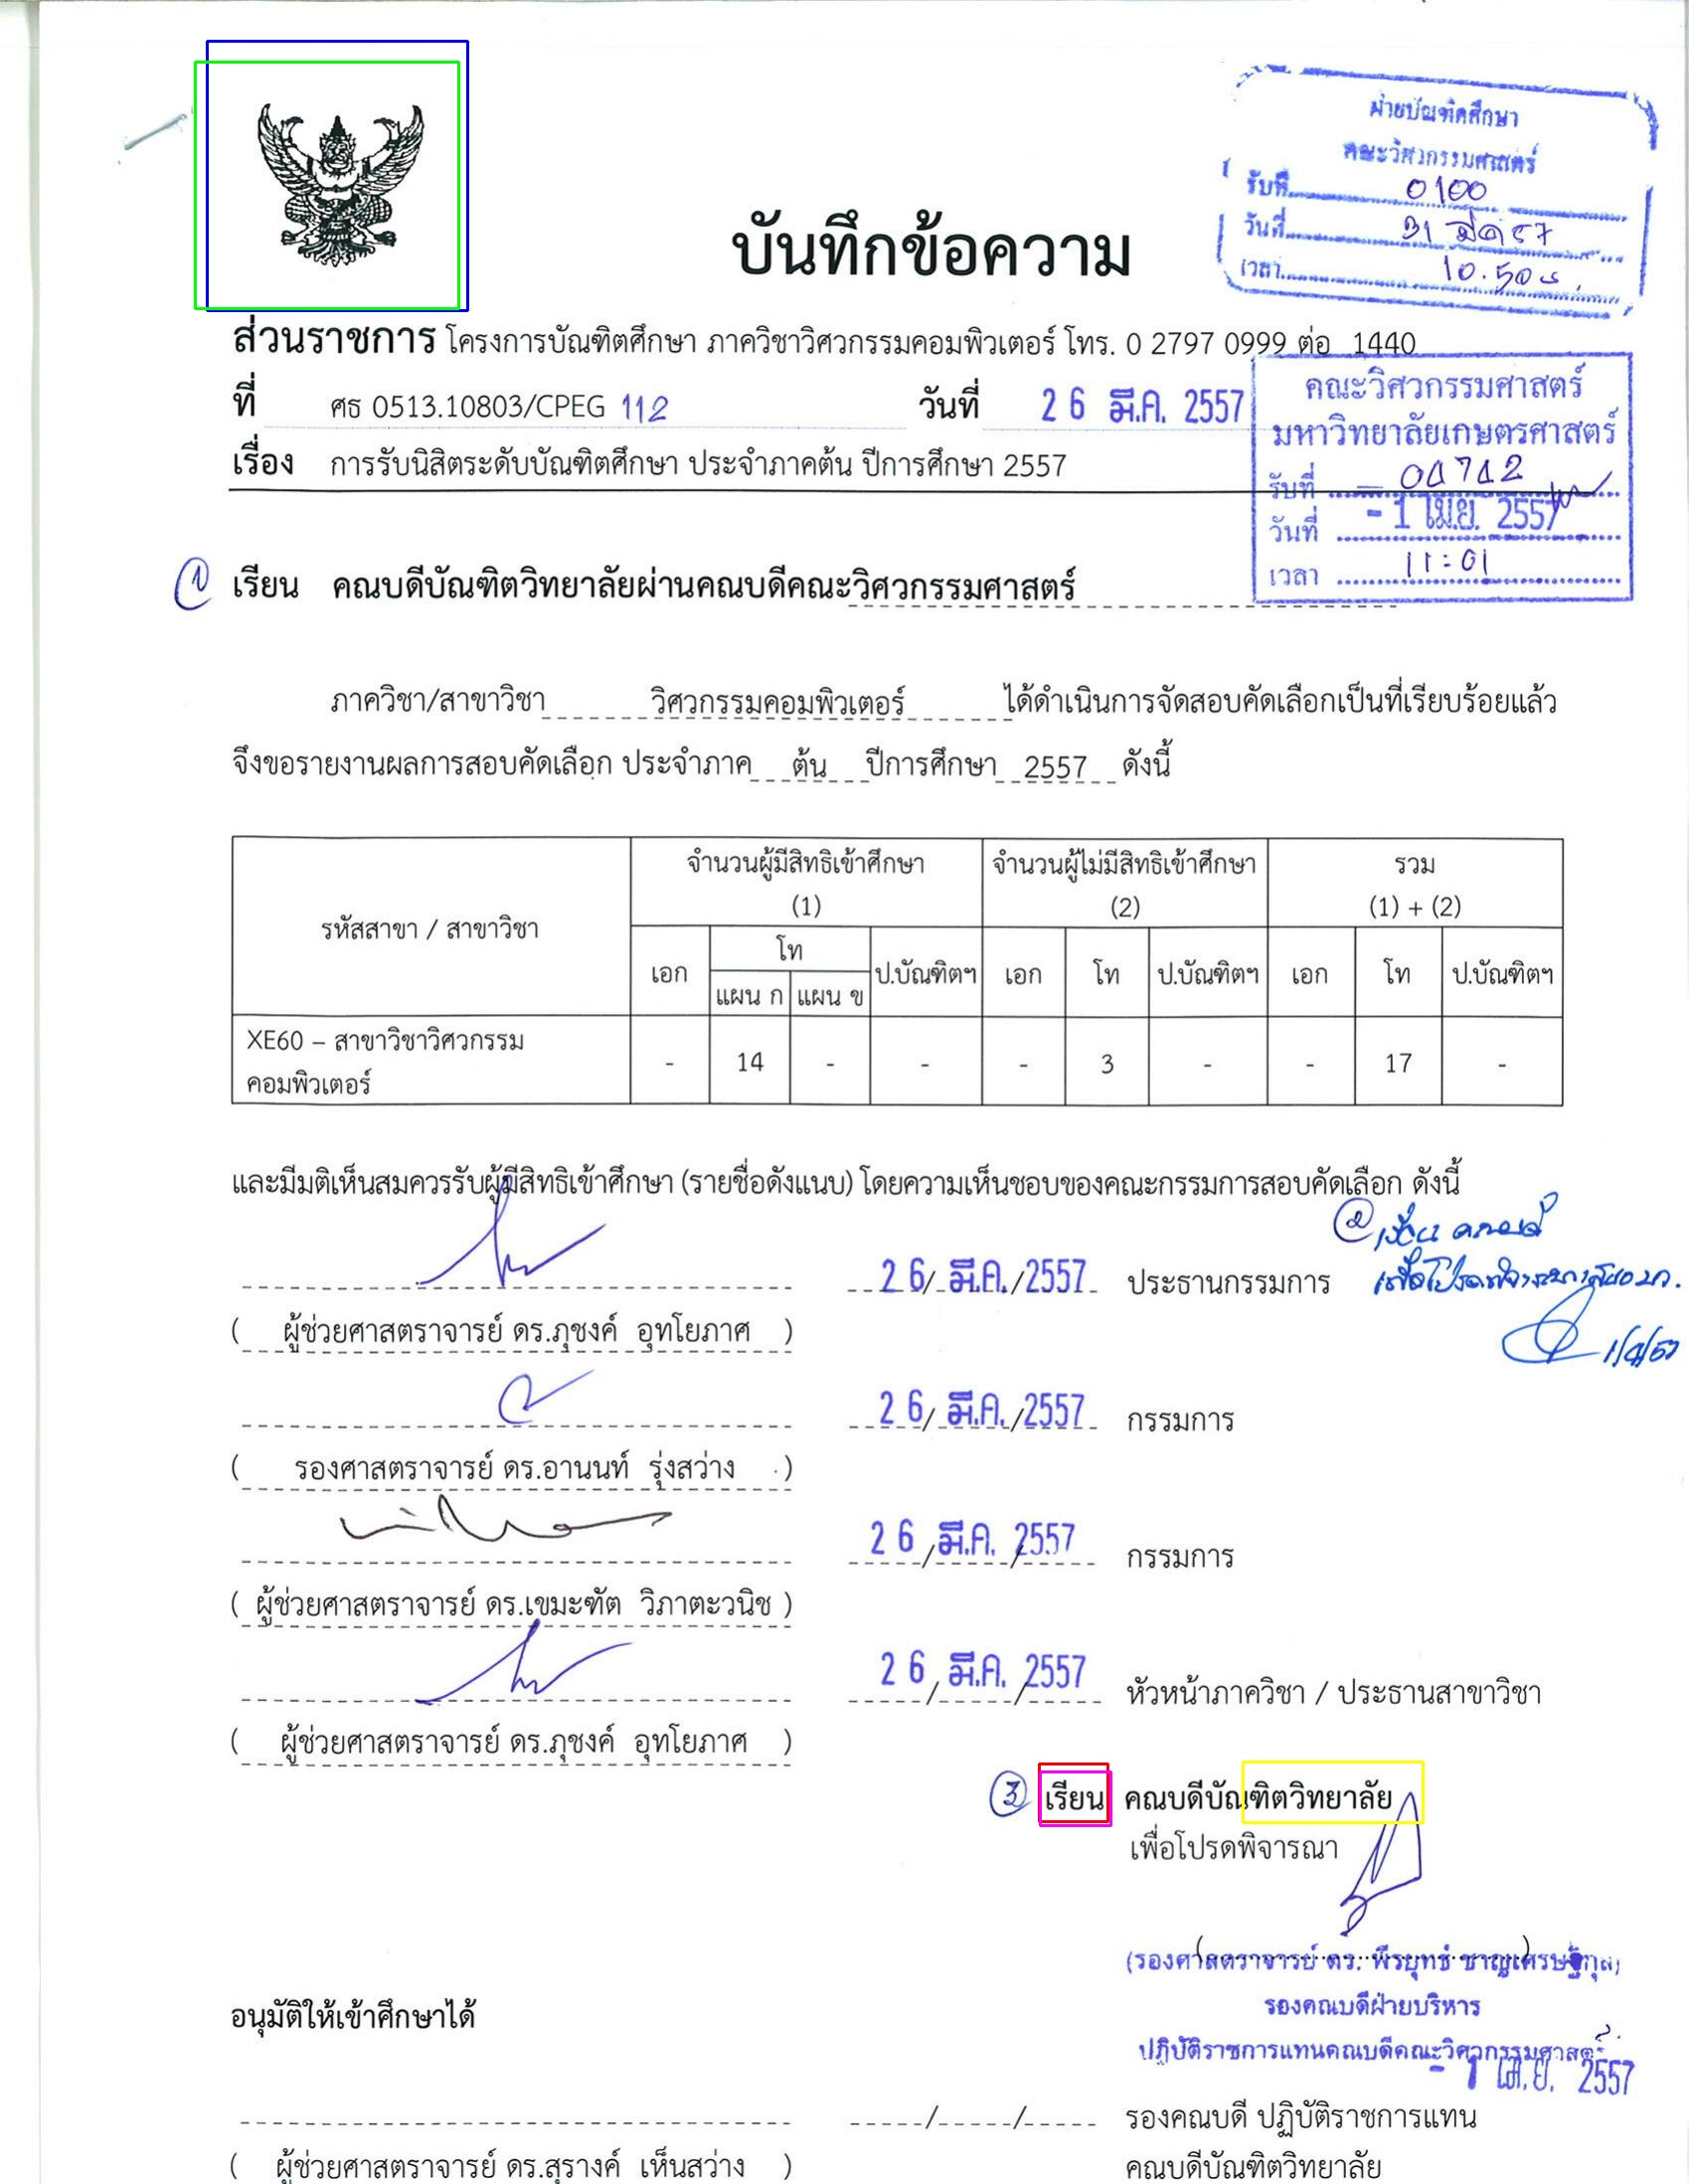 ฝ่ายบัณฑิตศึกษา
คณะวิศวกรรมศาสตร์
รับที่ 0100
วันที่ 31 มีค 57
เวลา 10.50 น
บันทึกข้อความ
ส่วนราชการ โครงการบัณฑิตศึกษา ภาควิชาวิศวกรรมคอมพิวเตอร์ โทร. 0 2797 0999 ต่อ 1440
ที่ ศธ 0513.10803/CPEG 112 วันที่ 26 มี.ค. 2557
เรื่อง การรับนิสิตระดับบัณฑิตศึกษา ประจำภาคต้น ปีการศึกษา 2557
คณะวิศวกรรมศาสตร์
มหาวิทยาลัยเกษตรศาสตร์
รับที่ 04742
วันที่ - 1 เม.ย. 2557
เวลา 11:01
1 เรียน คณบดีบัณฑิตวิทยาลัยผ่านคณบดีคณะวิศวกรรมศาสตร์
ภาควิชา/สาขาวิชา วิศวกรรมคอมพิวเตอร์ ได้ดำเนินการจัดสอบคัดเลือกเป็นที่เรียบร้อยแล้ว
จึงขอรายงานผลการสอบคัดเลือก ประจำภาค ต้น ปีการศึกษา 2557 ดังนี้
รหัสสาขา / สาขาวิชา จำนวนผู้มีสิทธิเข้าศึกษา (1) จำนวนผู้ไม่มีสิทธิเข้าศึกษา (2) รวม (1) + (2)
เอก โท ป.บัณฑิตฯ เอก โท ป.บัณฑิตฯ เอก โท ป.บัณฑิตฯ
แผน ก แผน ข
XE60 – สาขาวิชาวิศวกรรม
คอมพิวเตอร์ - 14 - - - 3 - - 17 -
และมีมติเห็นสมควรรับผู้มีสิทธิเข้าศึกษา (รายชื่อดังแนบ) โดยความเห็นชอบของคณะกรรมการสอบคัดเลือก ดังนี้
2 เรียน คณบดี
26/ มี.ค./2557 ประธานกรรมการ
( ผู้ช่วยศาสตราจารย์ ดร.ภุชงค์ อุทโยภาศ )
1/4/57
26/ มี.ค./2557 กรรมการ
( รองศาสตราจารย์ ดร.อานนท์ รุ่งสว่าง )
26 / มี.ค. / 2557 กรรมการ
( ผู้ช่วยศาสตราจารย์ ดร.เขมะฑัต วิภาตะวนิช )
26 / มี.ค. / 2557 หัวหน้าภาควิชา / ประธานสาขาวิชา
( ผู้ช่วยศาสตราจารย์ ดร.ภุชงค์ อุทโยภาศ )
3 เรียน คณบดีบัณฑิตวิทยาลัย
เพื่อโปรดพิจารณา
(รองศาสตราจารย์ ดร. พีรยุทธ์ ชาญเศรษฐิกุล)
รองคณบดีฝ่ายบริหาร
อนุมัติให้เข้าศึกษาได้
ปฏิบัติราชการแทนคณบดีคณะวิศวกรรมศาสตร์
- 1 เม.ย. 2557
/ / รองคณบดี ปฏิบัติราชการแทน
( ผู้ช่วยศาสตราจารย์ ดร.สุรางค์ เห็นสว่าง ) คณบดีบัณฑิตวิทยาลัย